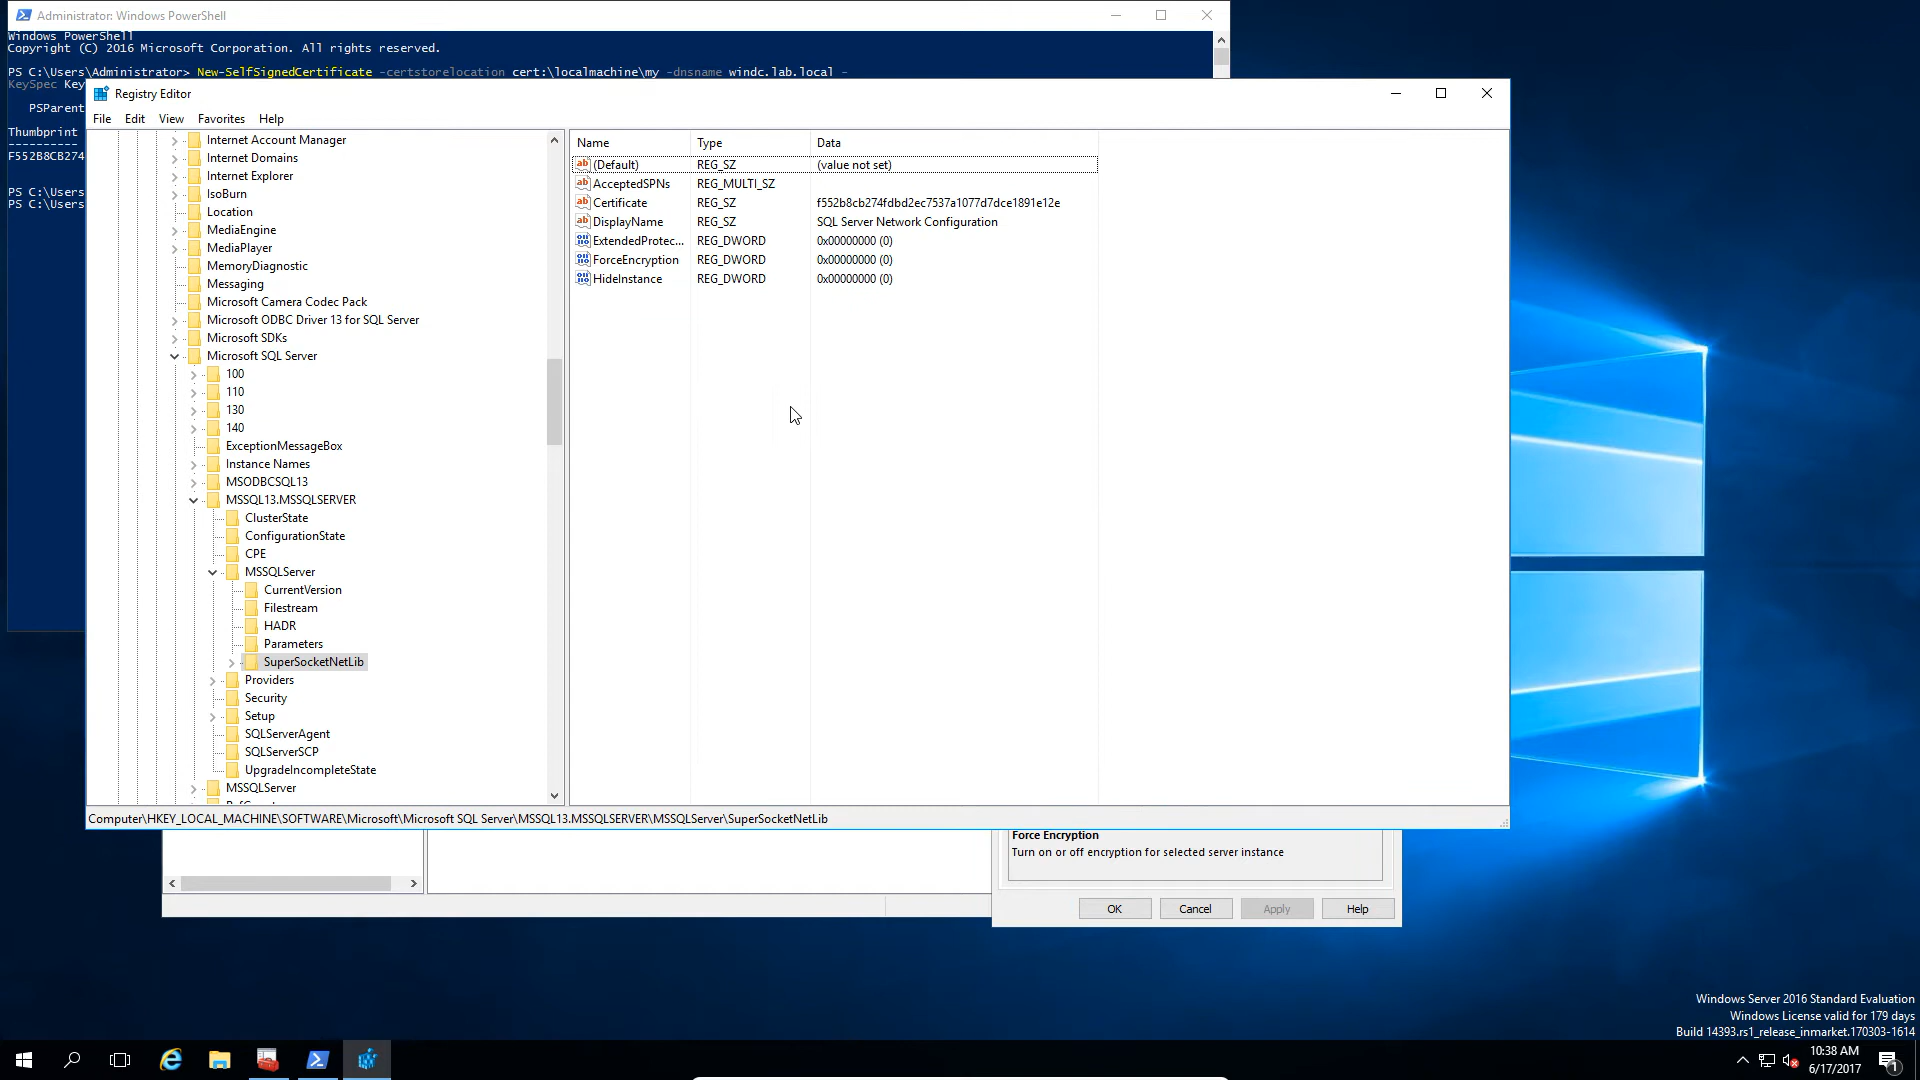 Administrator: Windows PowerShell
Windows PowerShell
Copyright (C) 2016 Microsoft Corporation. All rights reserved.
PS C:\Users\Administrator> New-SelfSignedCertificate -certstorelocation cert:\localmachine\my -dnsname windc.lab.local -
KeySpec Key
PSParent
Thumbprint
----------
F552B8CB274
PS C:\Users
PS C:\Users
Registry Editor
File Edit View Favorites Help
Internet Account Manager
Internet Domains
Internet Explorer
IsoBurn
Location
MediaEngine
MediaPlayer
MemoryDiagnostic
Messaging
Microsoft Camera Codec Pack
Microsoft ODBC Driver 13 for SQL Server
Microsoft SDKs
Microsoft SQL Server
100
110
130
140
ExceptionMessageBox
Instance Names
MSODBCSQL13
MSSQL13.MSSQLSERVER
ClusterState
ConfigurationState
CPE
MSSQLServer
CurrentVersion
Filestream
HADR
Parameters
SuperSocketNetLib
Providers
Security
Setup
SQLServerAgent
SQLServerSCP
UpgradeIncompleteState
MSSQLServer
Name Type Data
(Default) REG_SZ (value not set)
AcceptedSPNs REG_MULTI_SZ
Certificate REG_SZ f552b8cb274fdbd2ec7537a1077d7dce1891e12e
DisplayName REG_SZ SQL Server Network Configuration
ExtendedProtec... REG_DWORD 0x00000000 (0)
ForceEncryption REG_DWORD 0x00000000 (0)
HideInstance REG_DWORD 0x00000000 (0)
Computer\HKEY_LOCAL_MACHINE\SOFTWARE\Microsoft\Microsoft SQL Server\MSSQL13.MSSQLSERVER\MSSQLServer\SuperSocketNetLib
Force Encryption
Turn on or off encryption for selected server instance
OK Cancel Apply Help
Windows Server 2016 Standard Evaluation
Windows License valid for 179 days
Build 14393.rs1_release_inmarket.170303-1614
10:38 AM
6/17/2017
1